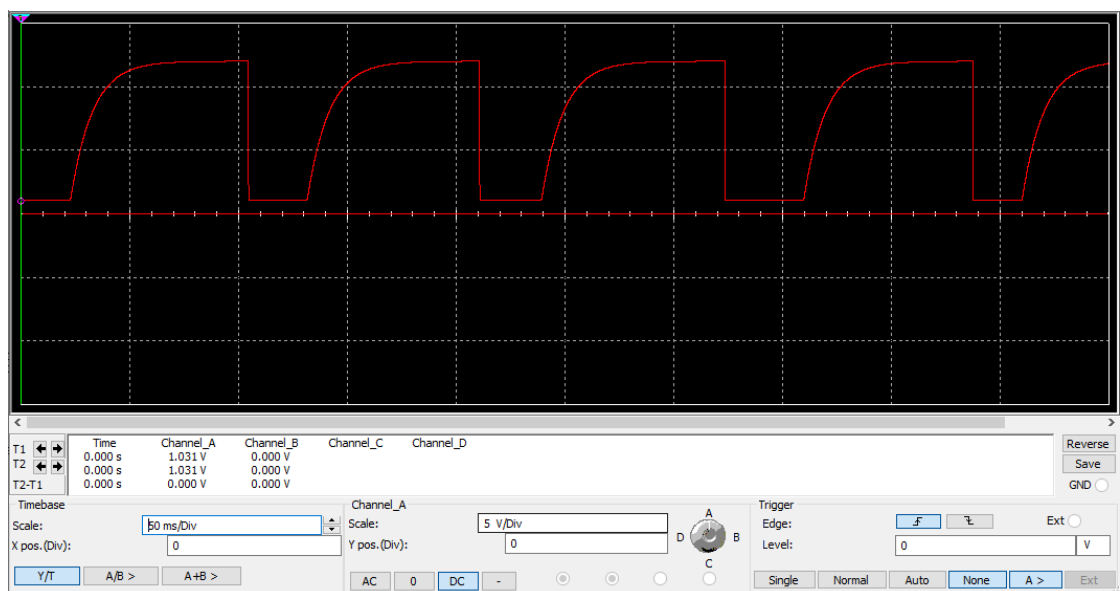 Time Channel_A Channel_B Channel_C Channel_D
T1 0.000 s 1.031 V 0.000 V
T2 0.000 s 1.031 V 0.000 V
T2-T1 0.000 s 0.000 V 0.000 V
Reverse
Save
GND
Timebase
Scale: 50 ms/Div
X pos.(Div): 0
Y/T A/B > A+B >
Channel_A
Scale: 5 V/Div
Y pos.(Div): 0
AC 0 DC -
A
D B
C
Trigger
Edge: Ext
Level: 0 V
Single Normal Auto None A > Ext